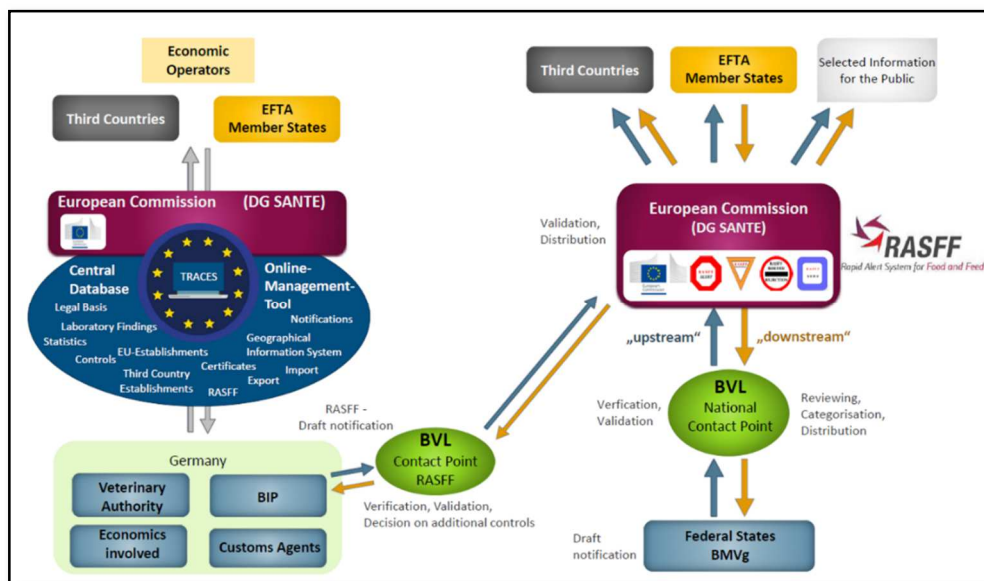 Economic
Operators
Third Countries
EFTA
Member States
European Commission (DG SANTE)
TRACES
Central
Database
Online-
Management-
Tool
Legal Basis
Laboratory Findings
Statistics
Controls
EU-Establishments
Third Country
Establishments
Certificates
RASFF
Export
Import
Geographical
Information System
Notifications
Germany
Veterinary
Authority
BIP
Economics
involved
Customs Agents
RASFF -
Draft notification
BVL
Contact Point
RASFF
Verification, Validation,
Decision on additional controls
Third Countries
EFTA
Member States
Selected Information
for the Public
Validation,
Distribution
European Commission
(DG SANTE)
RASFF
Rapid Alert System for Food and Feed
„upstream“
„downstream“
Verfication,
Validation
BVL
National
Contact Point
Reviewing,
Categorisation,
Distribution
Draft
notification
Federal States
BMVg